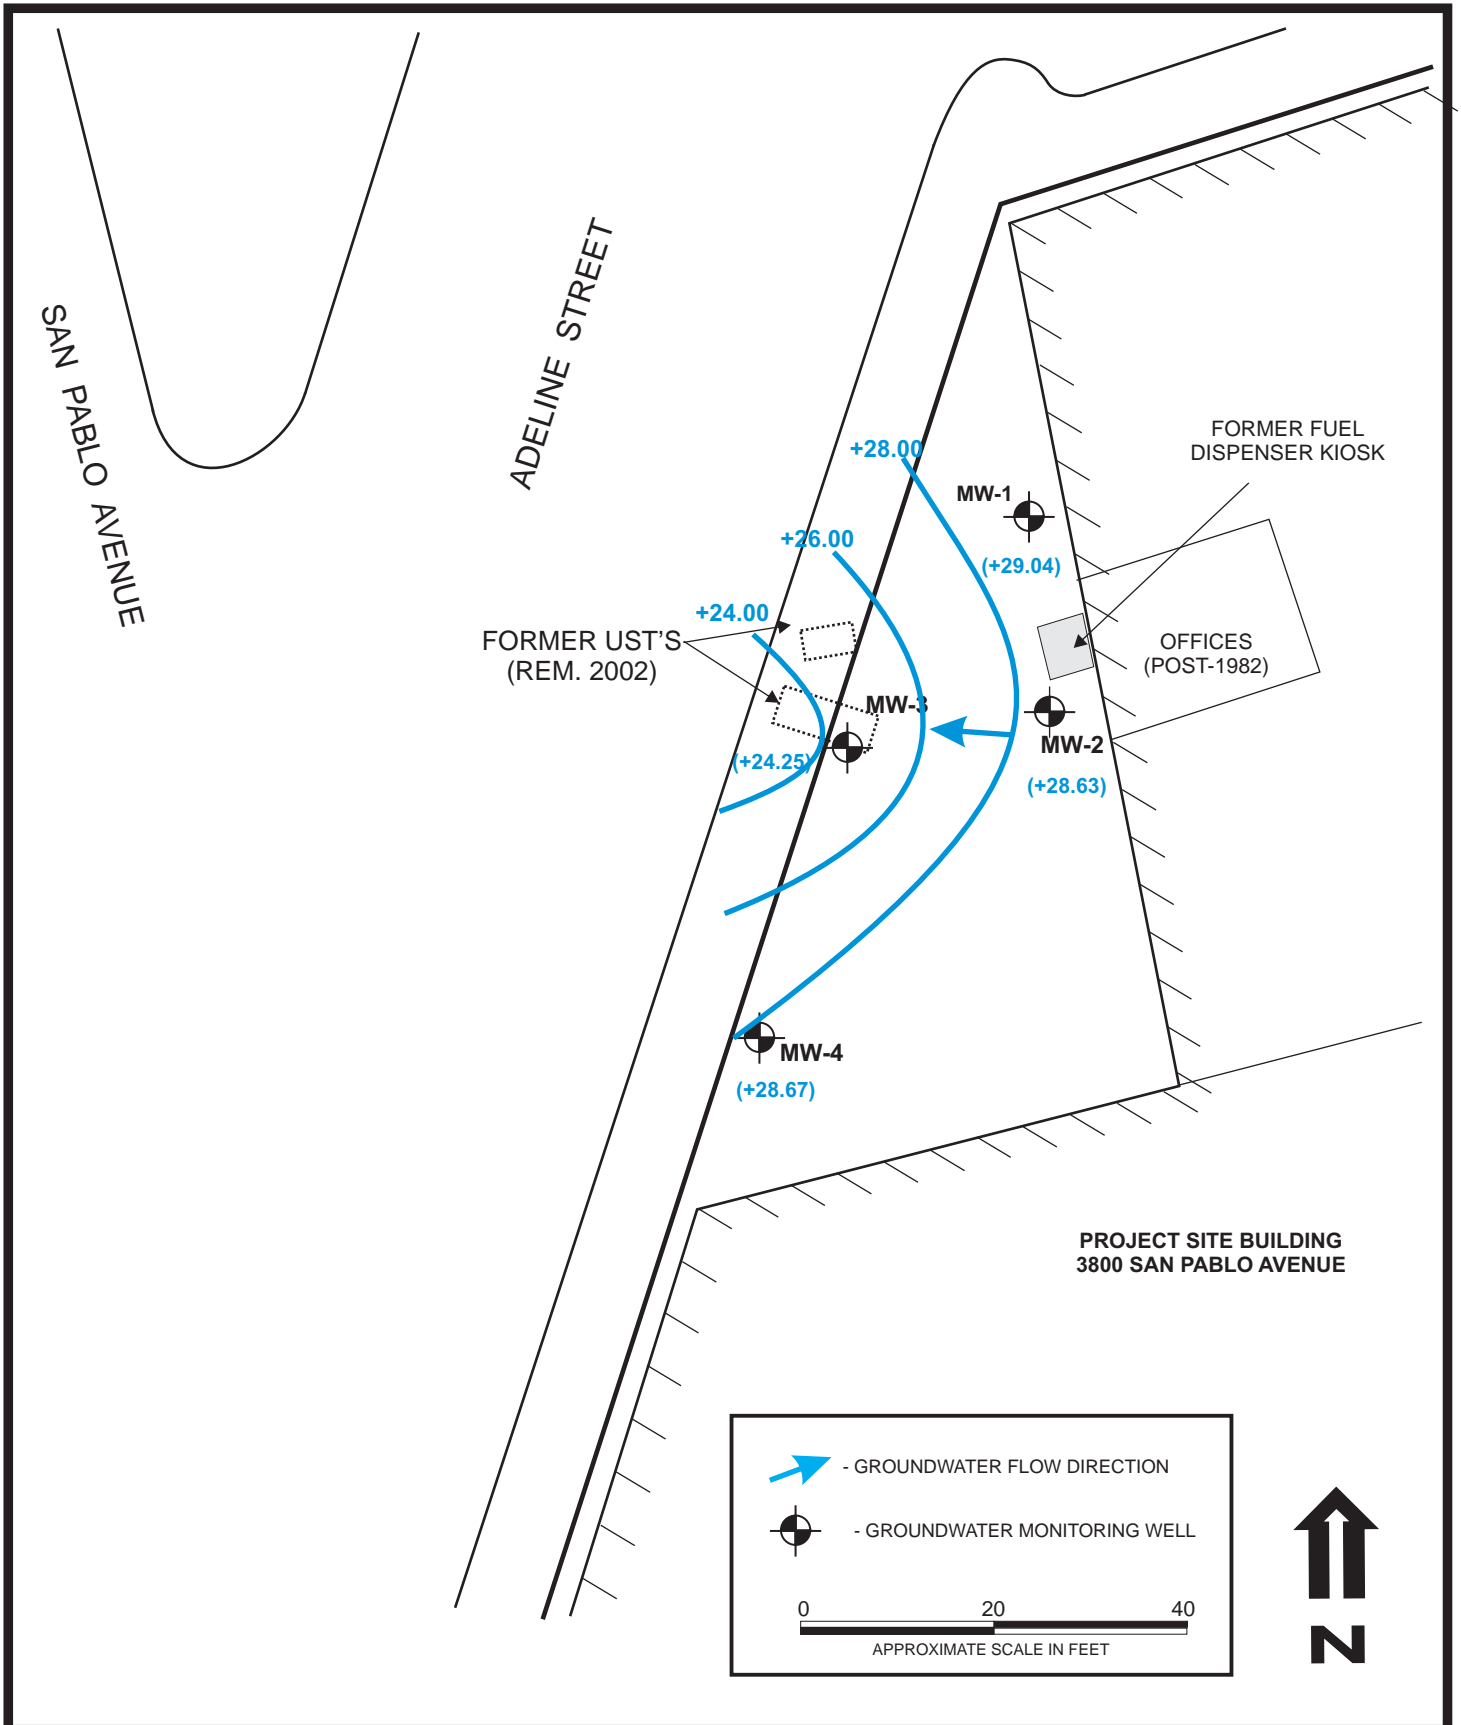 SAN PABLO AVENUE
ADELINE STREET
FORMER FUEL
DISPENSER KIOSK
+28.00
MW-1
+26.00
(+29.04)
+24.00
FORMER UST'S
(REM. 2002)
OFFICES
(POST-1982)
MW-3
MW-2
(+24.25)
(+28.63)
MW-4
(+28.67)
PROJECT SITE BUILDING
3800 SAN PABLO AVENUE
- GROUNDWATER FLOW DIRECTION
- GROUNDWATER MONITORING WELL
0 20 40
APPROXIMATE SCALE IN FEET
N